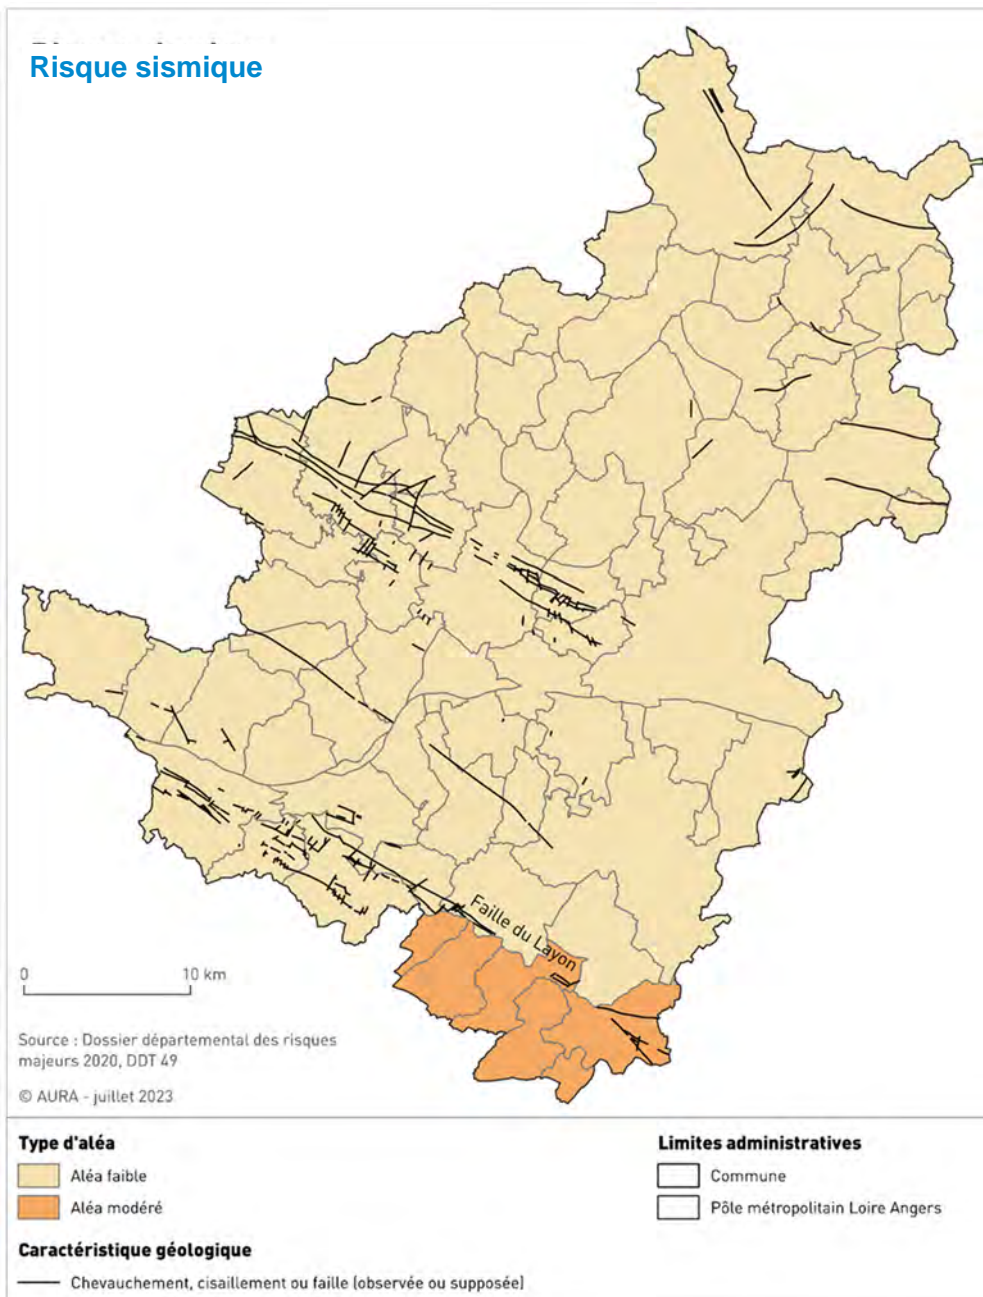 Risque sismique
Faille du Layon
0 10 km
Source : Dossier départemental des risques
majeurs 2020, DDT 49
© AURA - juillet 2023
Type d'aléa
Aléa faible
Aléa modéré
Limites administratives
Commune
Pôle métropolitain Loire Angers
Caractéristique géologique
Chevauchement, cisaillement ou faille (observée ou supposée)